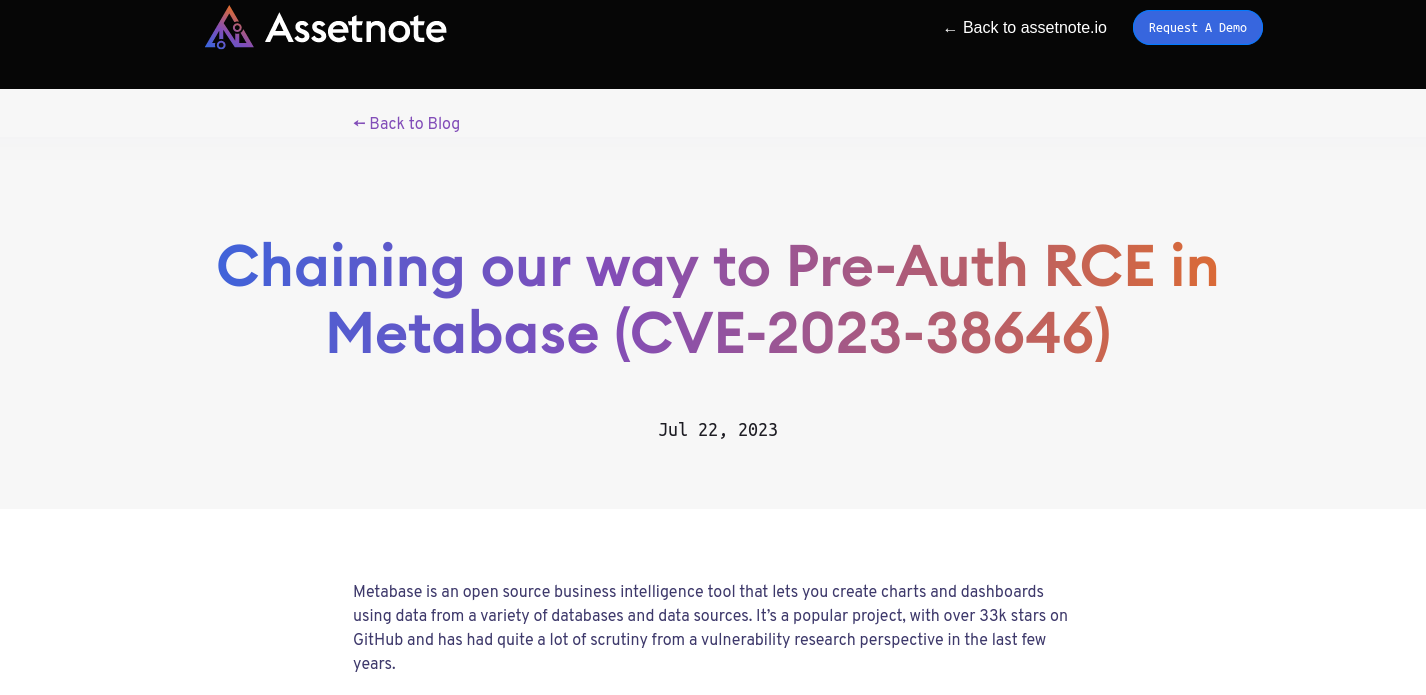 Assetnote
← Back to assetnote.io
Request A Demo
← Back to Blog
Chaining our way to Pre-Auth RCE in
Metabase (CVE-2023-38646)
Jul 22, 2023
Metabase is an open source business intelligence tool that lets you create charts and dashboards
using data from a variety of databases and data sources. It’s a popular project, with over 33k stars on
GitHub and has had quite a lot of scrutiny from a vulnerability research perspective in the last few
years.